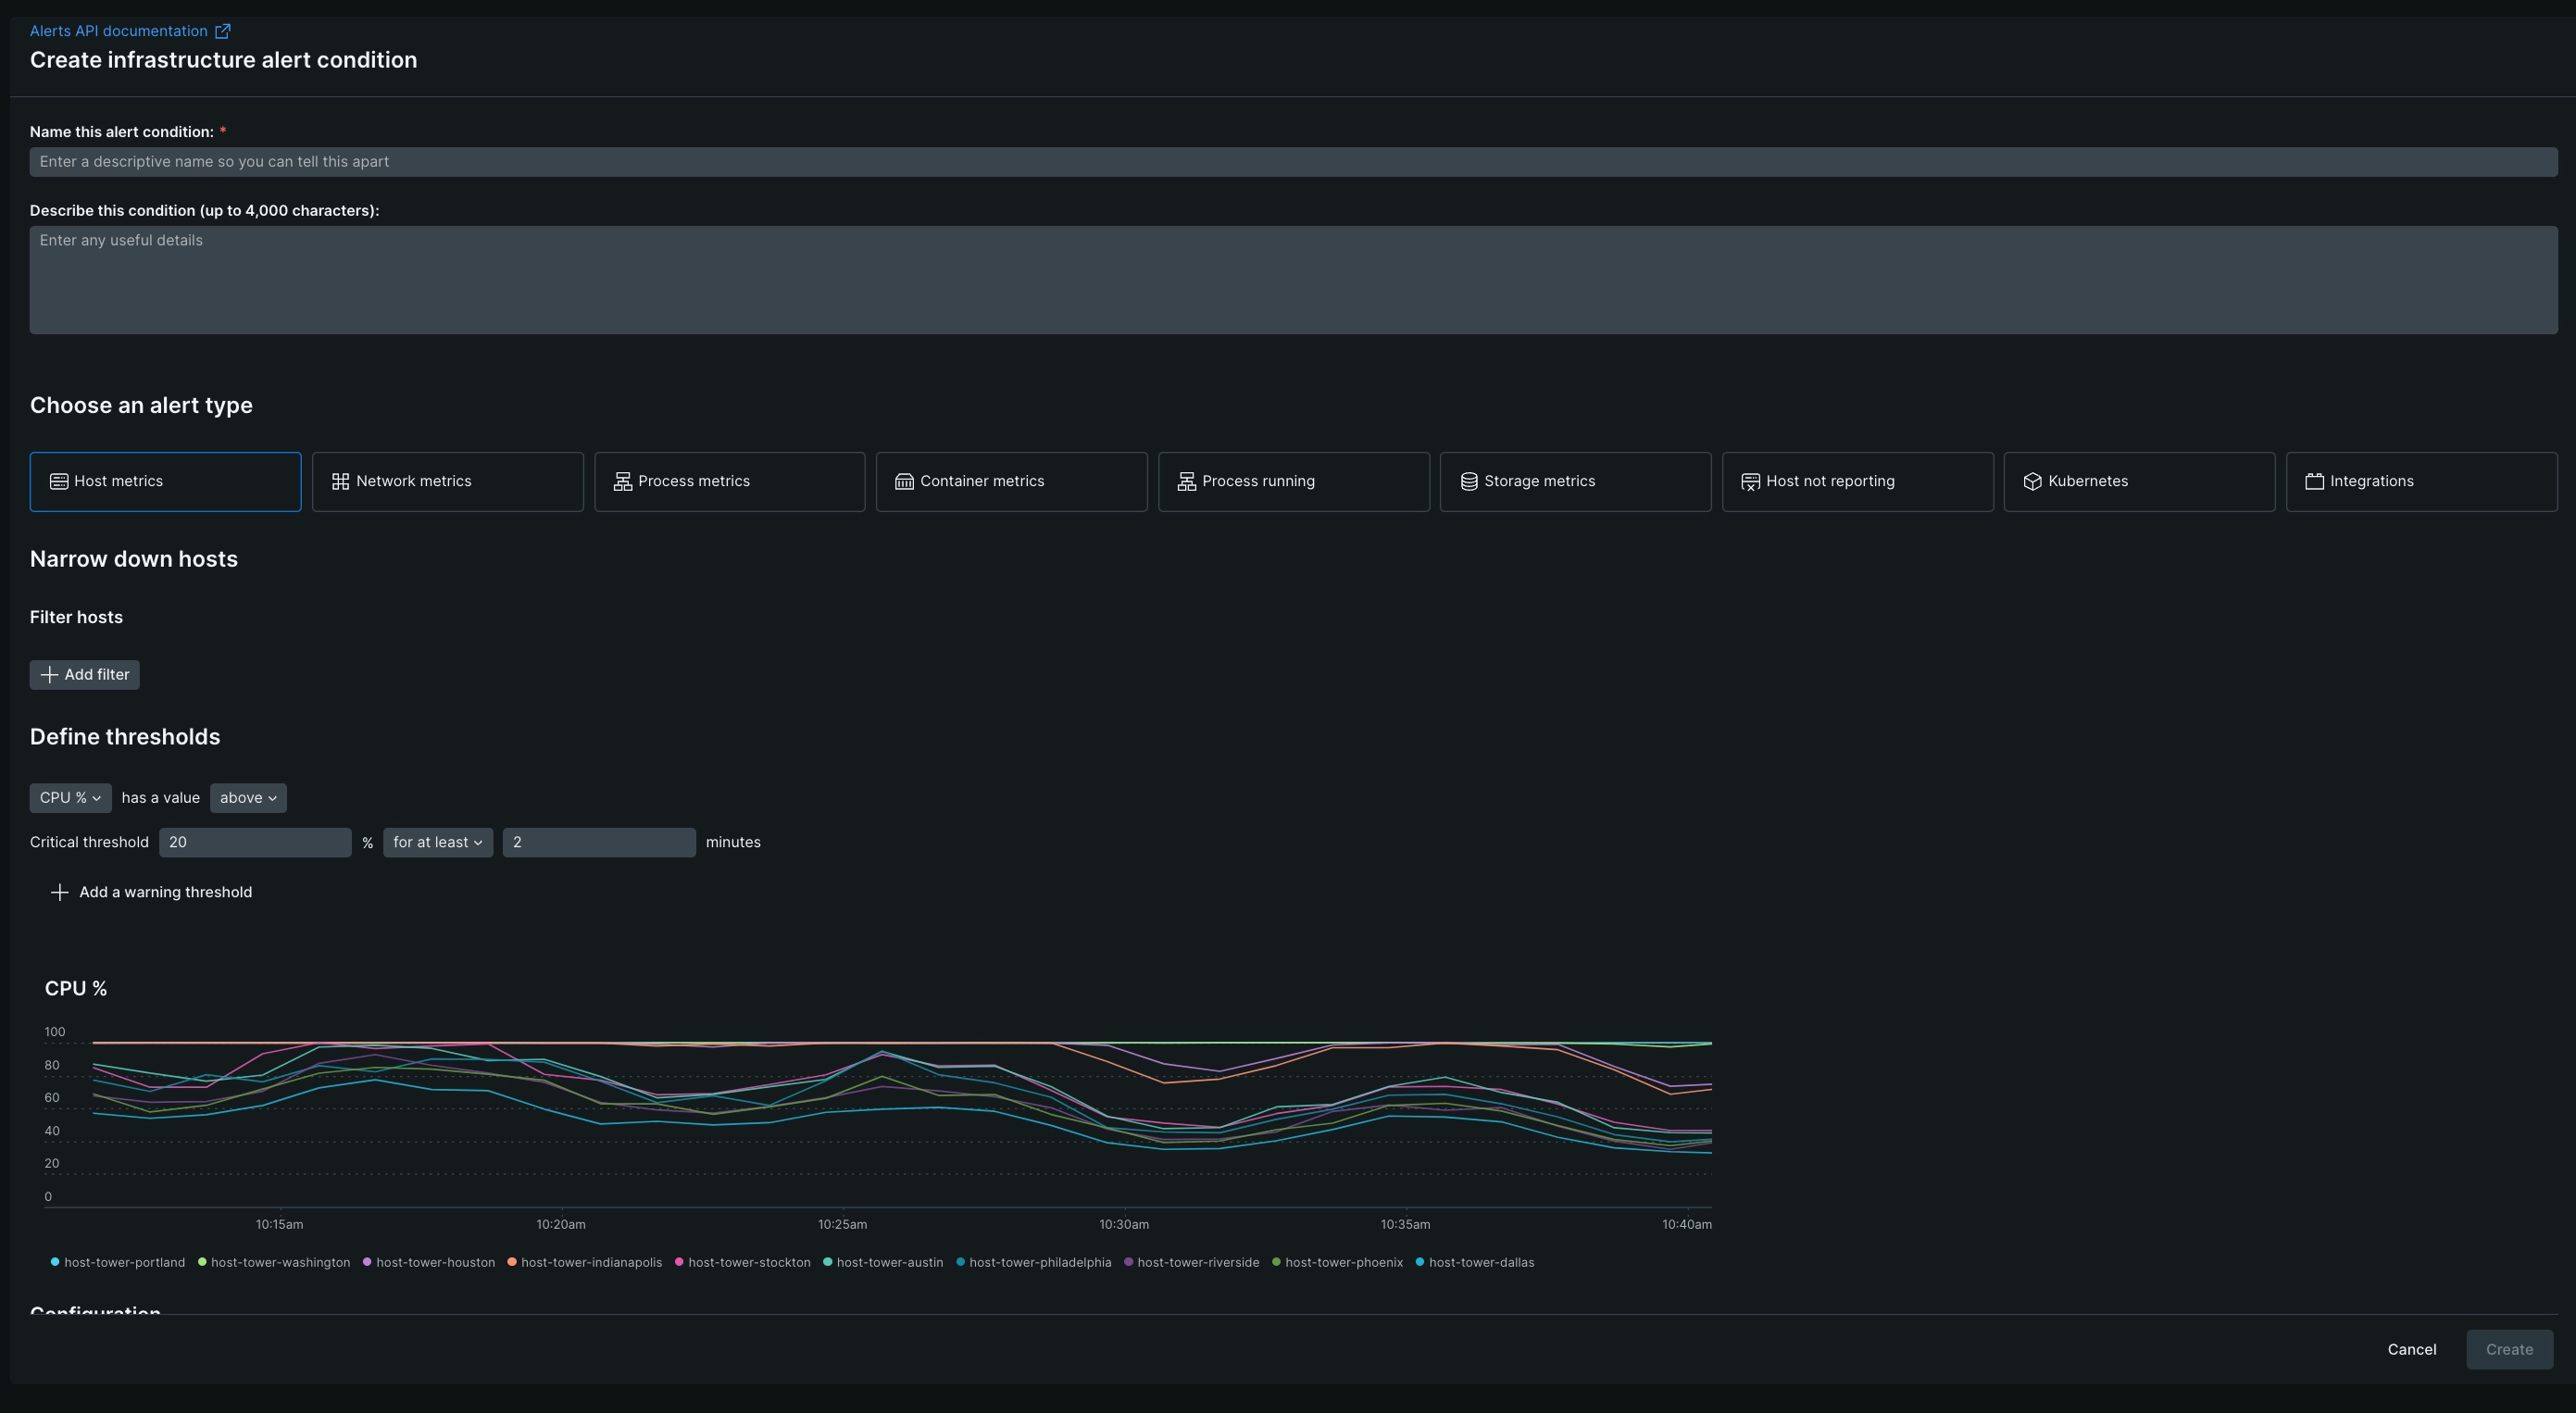 Alerts API documentation
Create infrastructure alert condition
Name this alert condition: *
Enter a descriptive name so you can tell this apart
Describe this condition (up to 4,000 characters):
Enter any useful details
Choose an alert type
Host metrics Network metrics Process metrics Container metrics Process running Storage metrics Host not reporting Kubernetes Integrations
Narrow down hosts
Filter hosts
Add filter
Define thresholds
CPU % has a value above
Critical threshold 20 % for at least 2 minutes
Add a warning threshold
CPU %
100
80
60
40
20
0
10:15am 10:20am 10:25am 10:30am 10:35am 10:40am
host-tower-portland host-tower-washington host-tower-houston host-tower-indianapolis host-tower-stockton host-tower-austin host-tower-philadelphia host-tower-riverside host-tower-phoenix host-tower-dallas
Configuration
Cancel Create